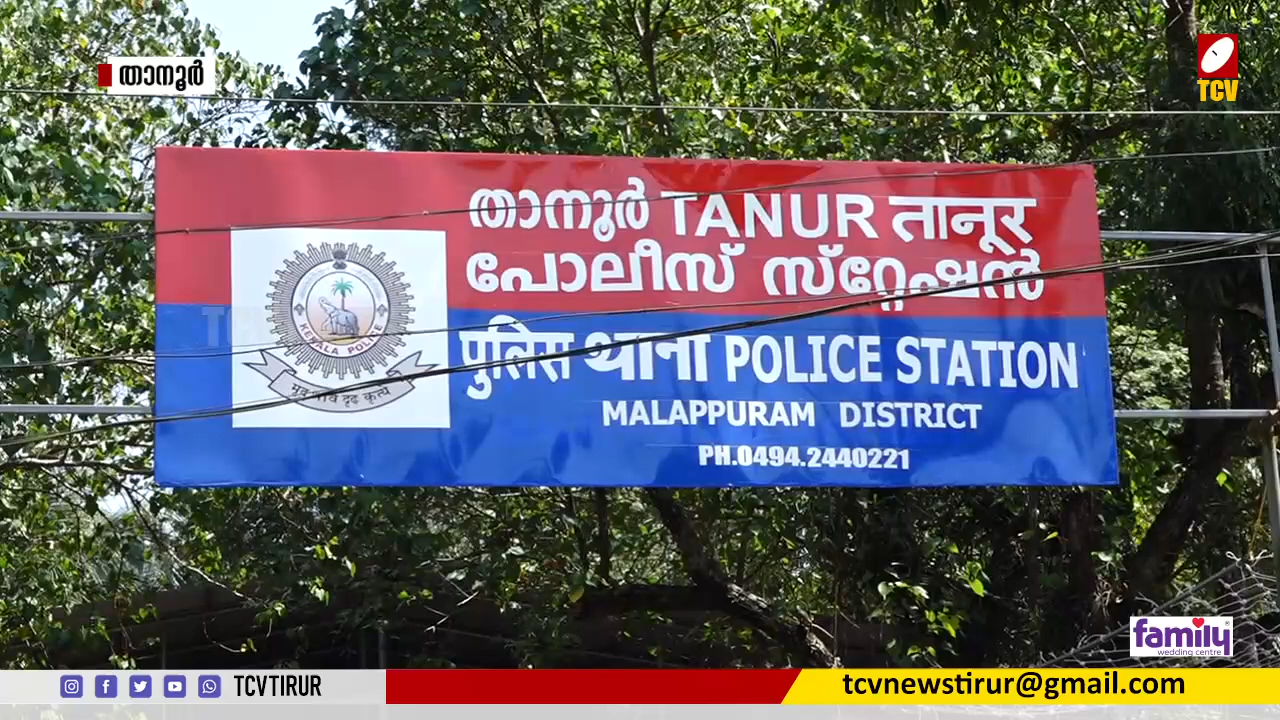 താനൂർ
TCV
താനൂർ TANUR तानूर
പോലീസ് സ്റ്റേഷൻ
पुलिस थाना POLICE STATION
MALAPPURAM DISTRICT
PH.0494.2440221
KERALA POLICE
मृदु भावे दृढ़ कृत्ये
family
wedding centre
TCVTIRUR
tcvnewstirur@gmail.com